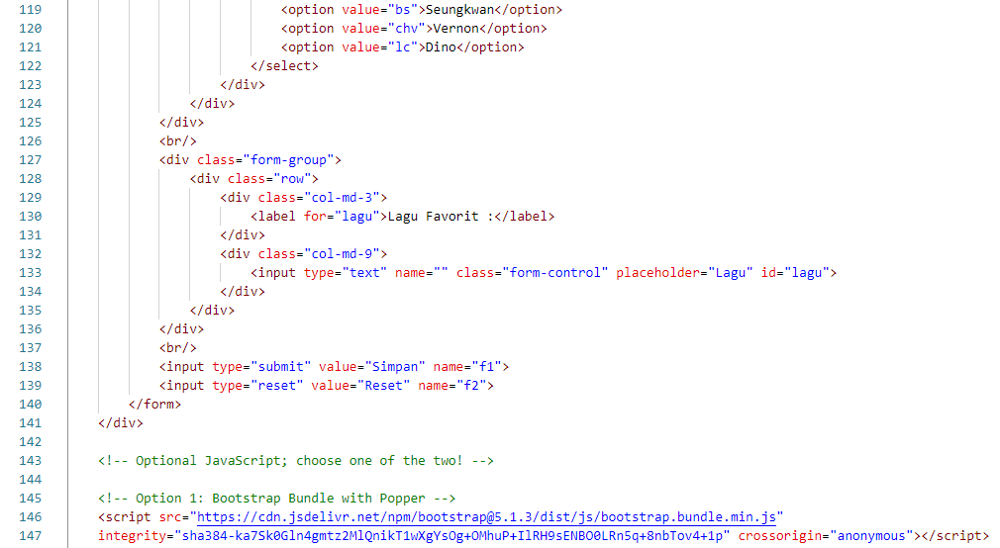 119 <option value="bs">Seungkwan</option>
120 <option value="chv">Vernon</option>
121 <option value="lc">Dino</option>
122 </select>
123 </div>
124 </div>
125 </div>
126 <br/>
127 <div class="form-group">
128 <div class="row">
129 <div class="col-md-3">
130 <label for="lagu">Lagu Favorit :</label>
131 </div>
132 <div class="col-md-9">
133 <input type="text" name="" class="form-control" placeholder="Lagu" id="lagu">
134 </div>
135 </div>
136 </div>
137 <br/>
138 <input type="submit" value="Simpan" name="f1">
139 <input type="reset" value="Reset" name="f2">
140 </form>
141 </div>
142
143 <!-- Optional JavaScript; choose one of the two! -->
144
145 <!-- Option 1: Bootstrap Bundle with Popper -->
146 <script src="https://cdn.jsdelivr.net/npm/bootstrap@5.1.3/dist/js/bootstrap.bundle.min.js"
147 integrity="sha384-ka7Sk0Gln4gmtz2MlQnikT1wXgYsOg+OMhuP+IlRH9sENBO0LRn5q+8nbTov4+1p" crossorigin="anonymous"></script>